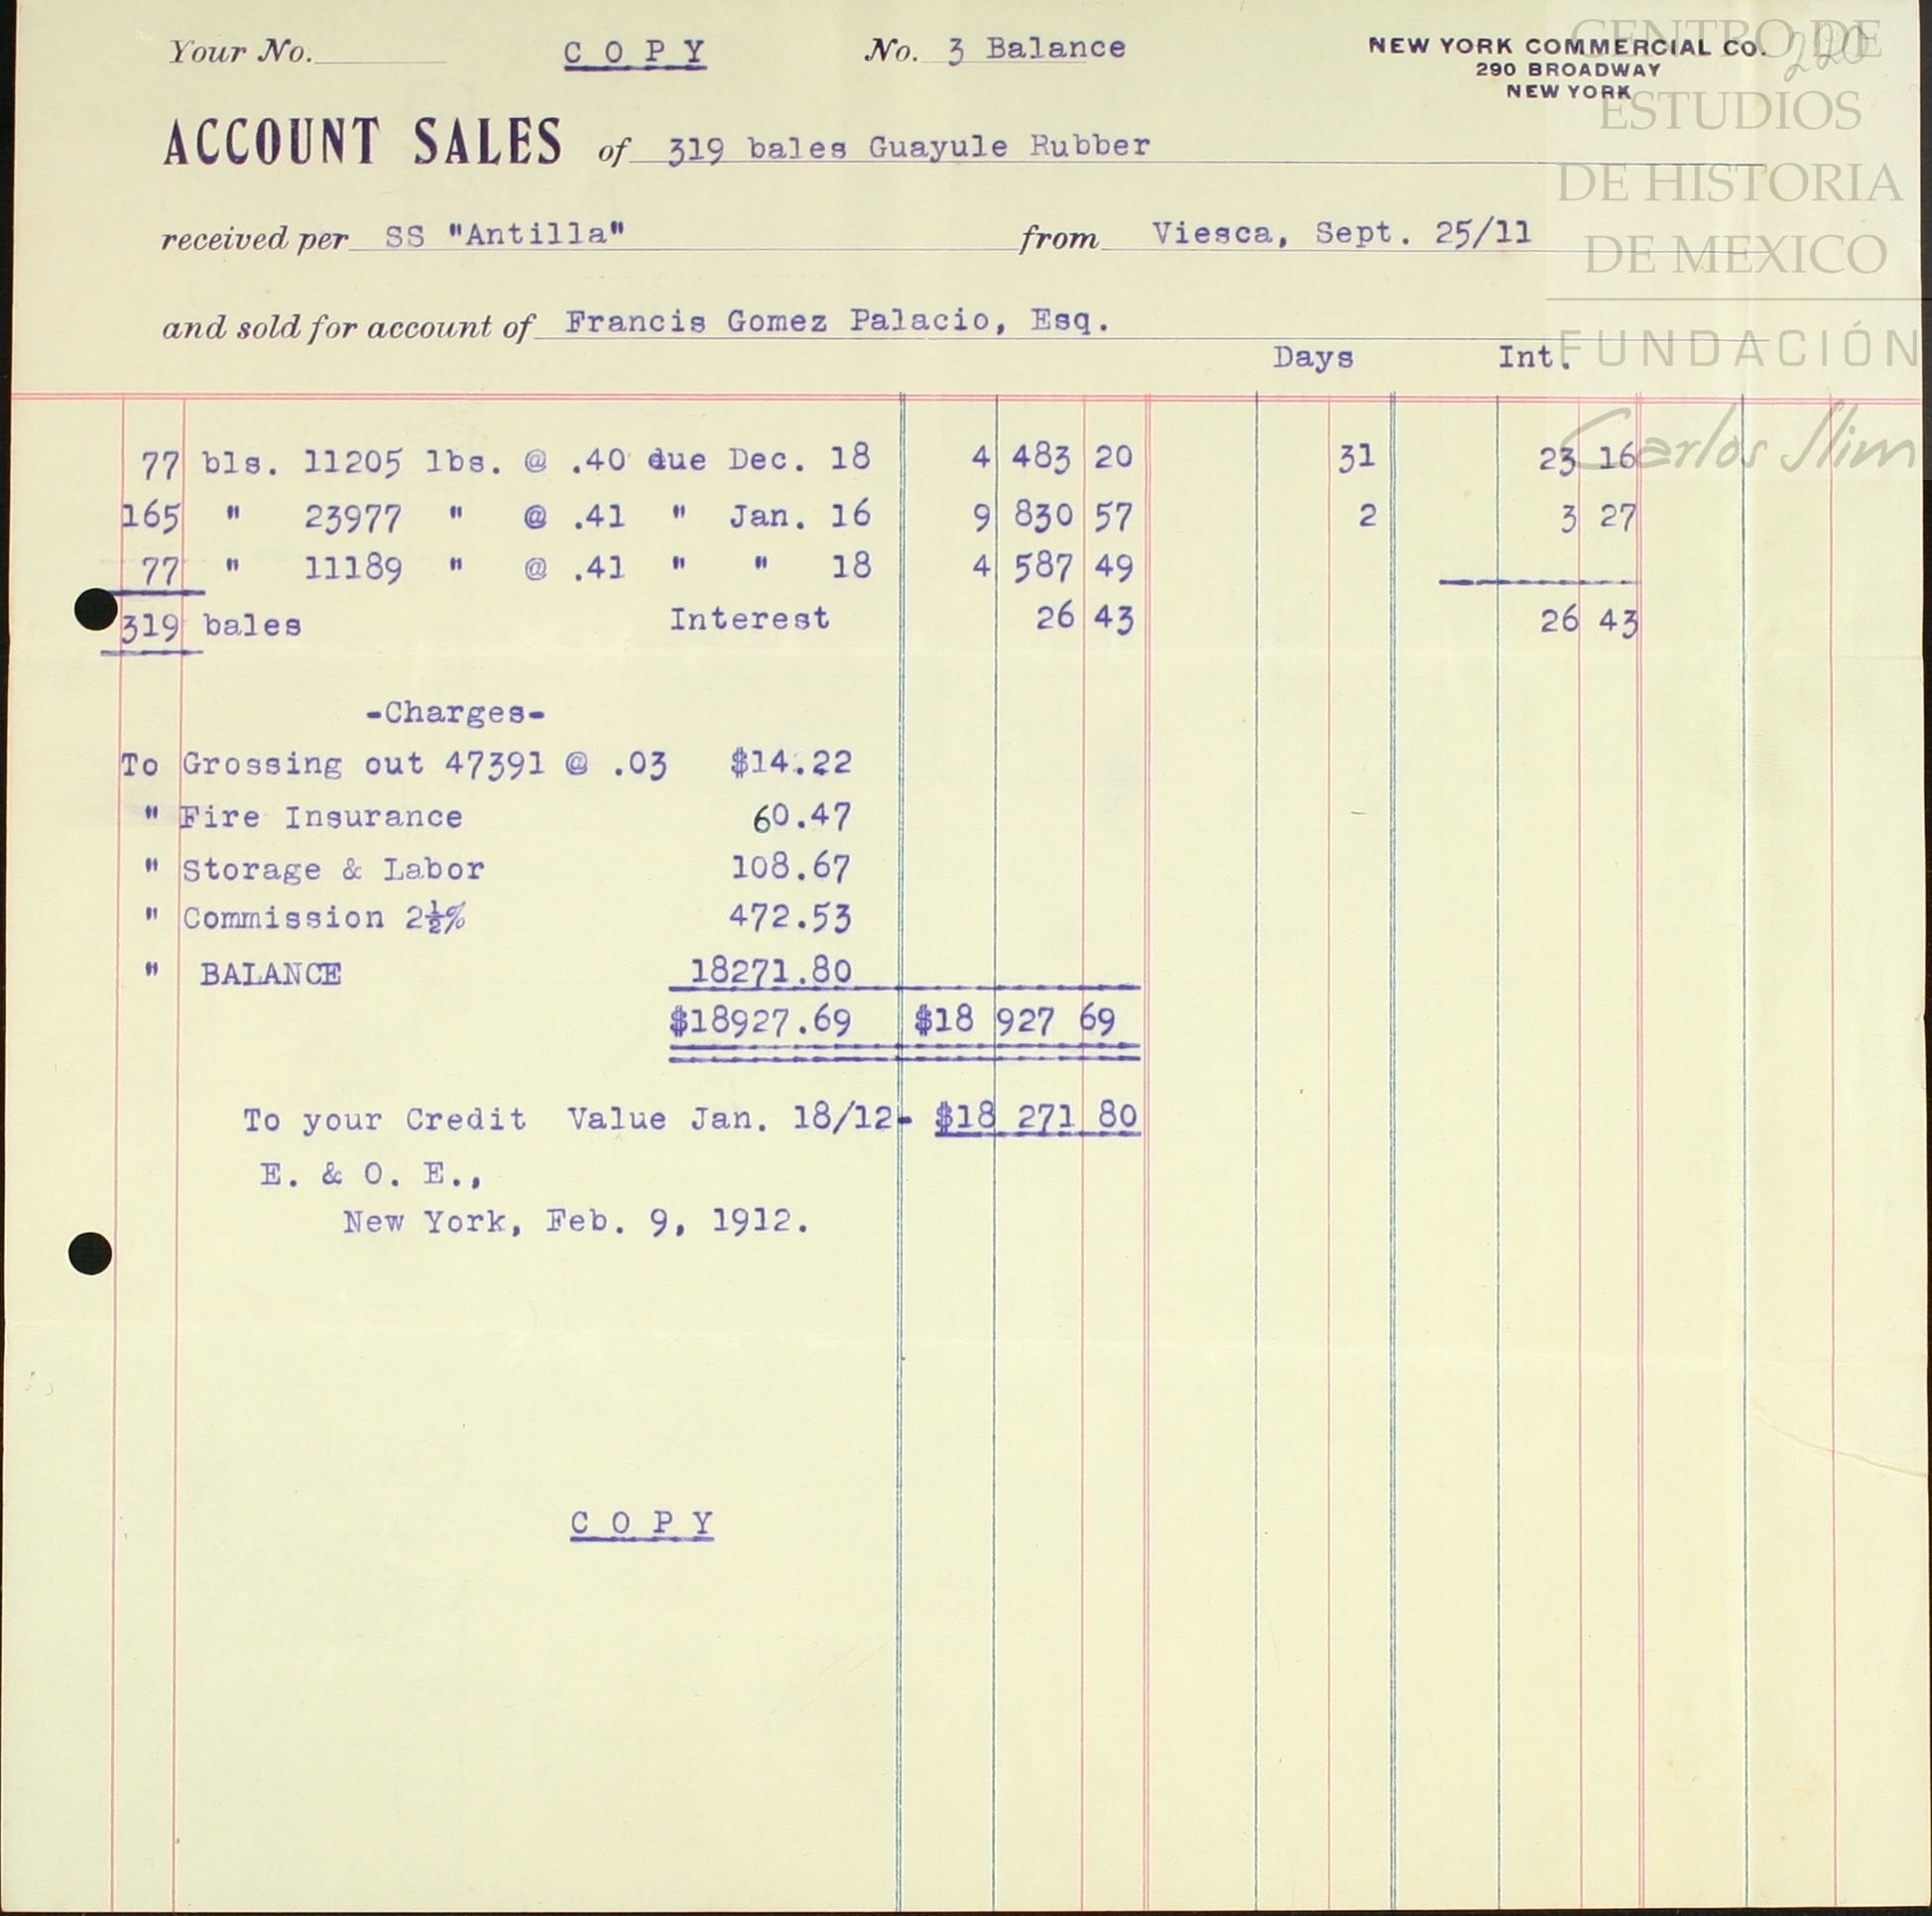 Your No. C O P Y No. 3 Balance
NEW YORK COMMERCIAL CO. 220
290 BROADWAY
NEW YORK
ACCOUNT SALES of 319 bales Guayule Rubber
received per SS "Antilla" from Viesca, Sept. 25/11
and sold for account of Francis Gomez Palacio, Esq.
Days Int.
77 bls. 11205 lbs. @ .40 due Dec. 18 4 483 20 31 23 16
165 " 23977 " @ .41 " Jan. 16 9 830 57 2 3 27
77 " 11189 " @ .41 " " 18 4 587 49
319 bales Interest 26 43 26 43
-Charges-
To Grossing out 47391 @ .03 $14.22
" Fire Insurance 60.47
" Storage & Labor 108.67
" Commission 2½% 472.53
" BALANCE 18271.80
$18927.69 $18 927 69
To your Credit Value Jan. 18/12- $18 271 80
E. & O. E.,
New York, Feb. 9, 1912.
C O P Y
CENTRO DE
ESTUDIOS
DE HISTORIA
DE MEXICO
FUNDACIÓN
Carlos Slim